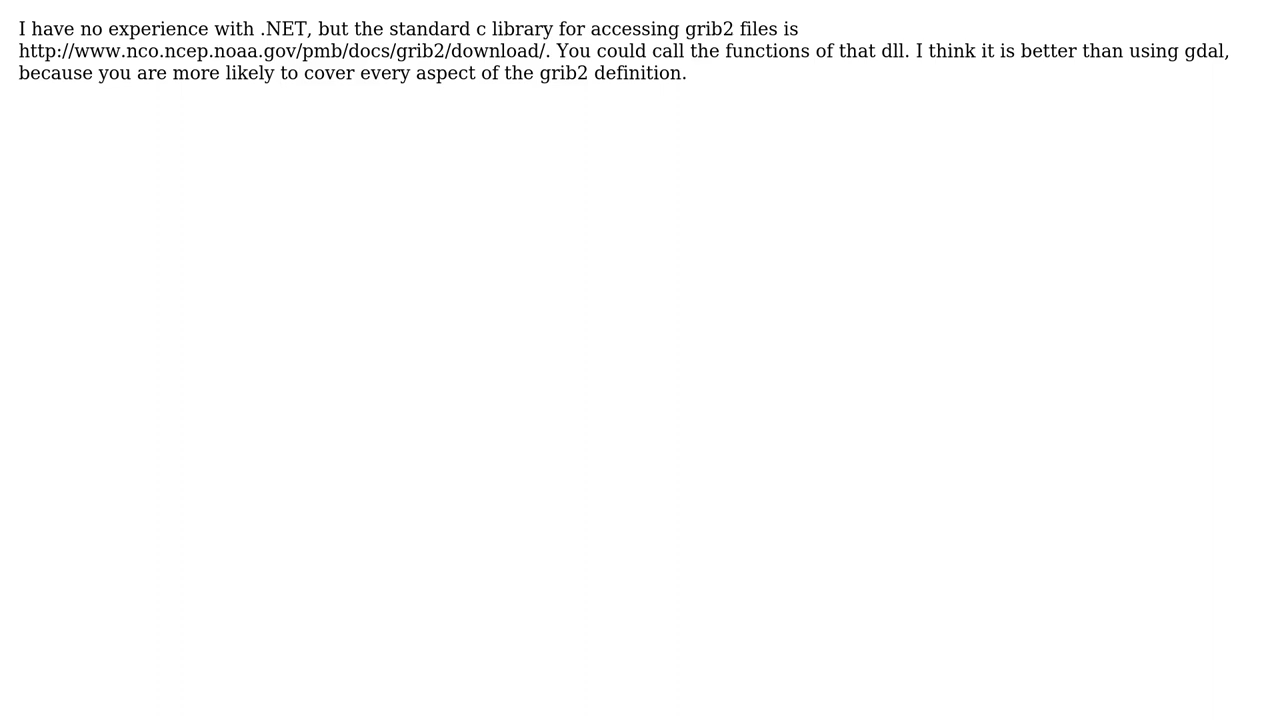 I have no experience with .NET, but the standard c library for accessing grib2 files is
http://www.nco.ncep.noaa.gov/pmb/docs/grib2/download/. You could call the functions of that dll. I think it is better than using gdal,
because you are more likely to cover every aspect of the grib2 definition.